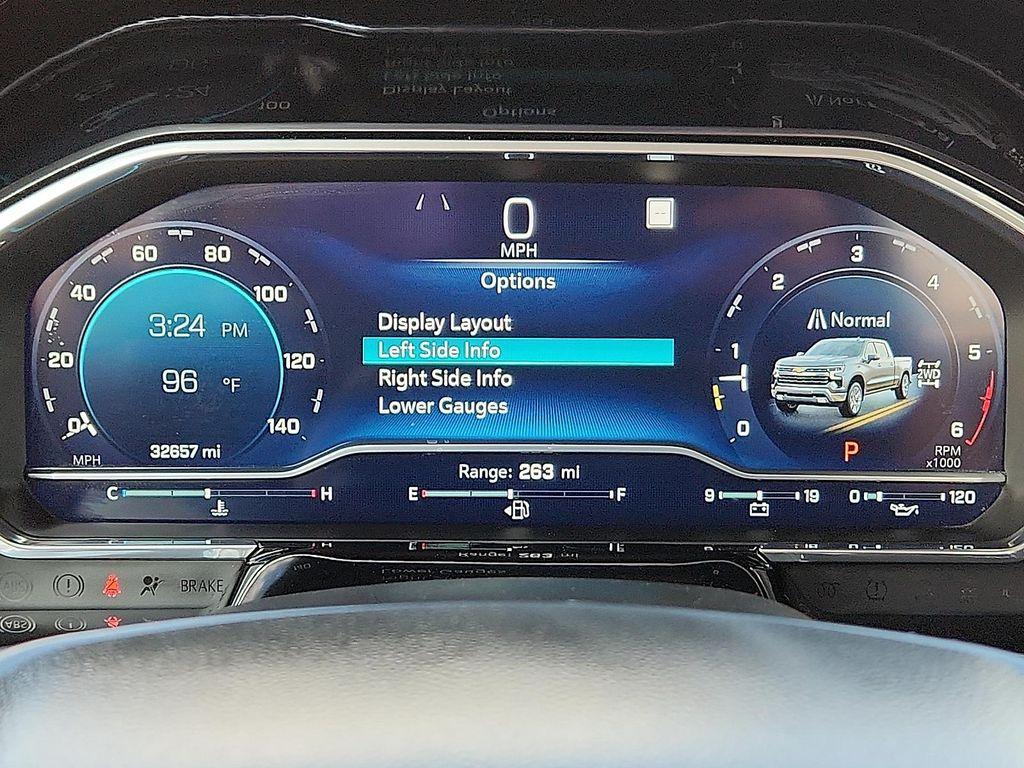 0
MPH
Options
Display Layout
Left Side Info
Right Side Info
Lower Gauges
0 20 40 60 80 100 120 140
MPH
3:24 PM
96 °F
32657 mi
0 1 2 3 4 5 6
RPM
x1000
Normal
2WD
P
Range: 263 mi
C H
E F
9 19
0 120
ABS
BRAKE